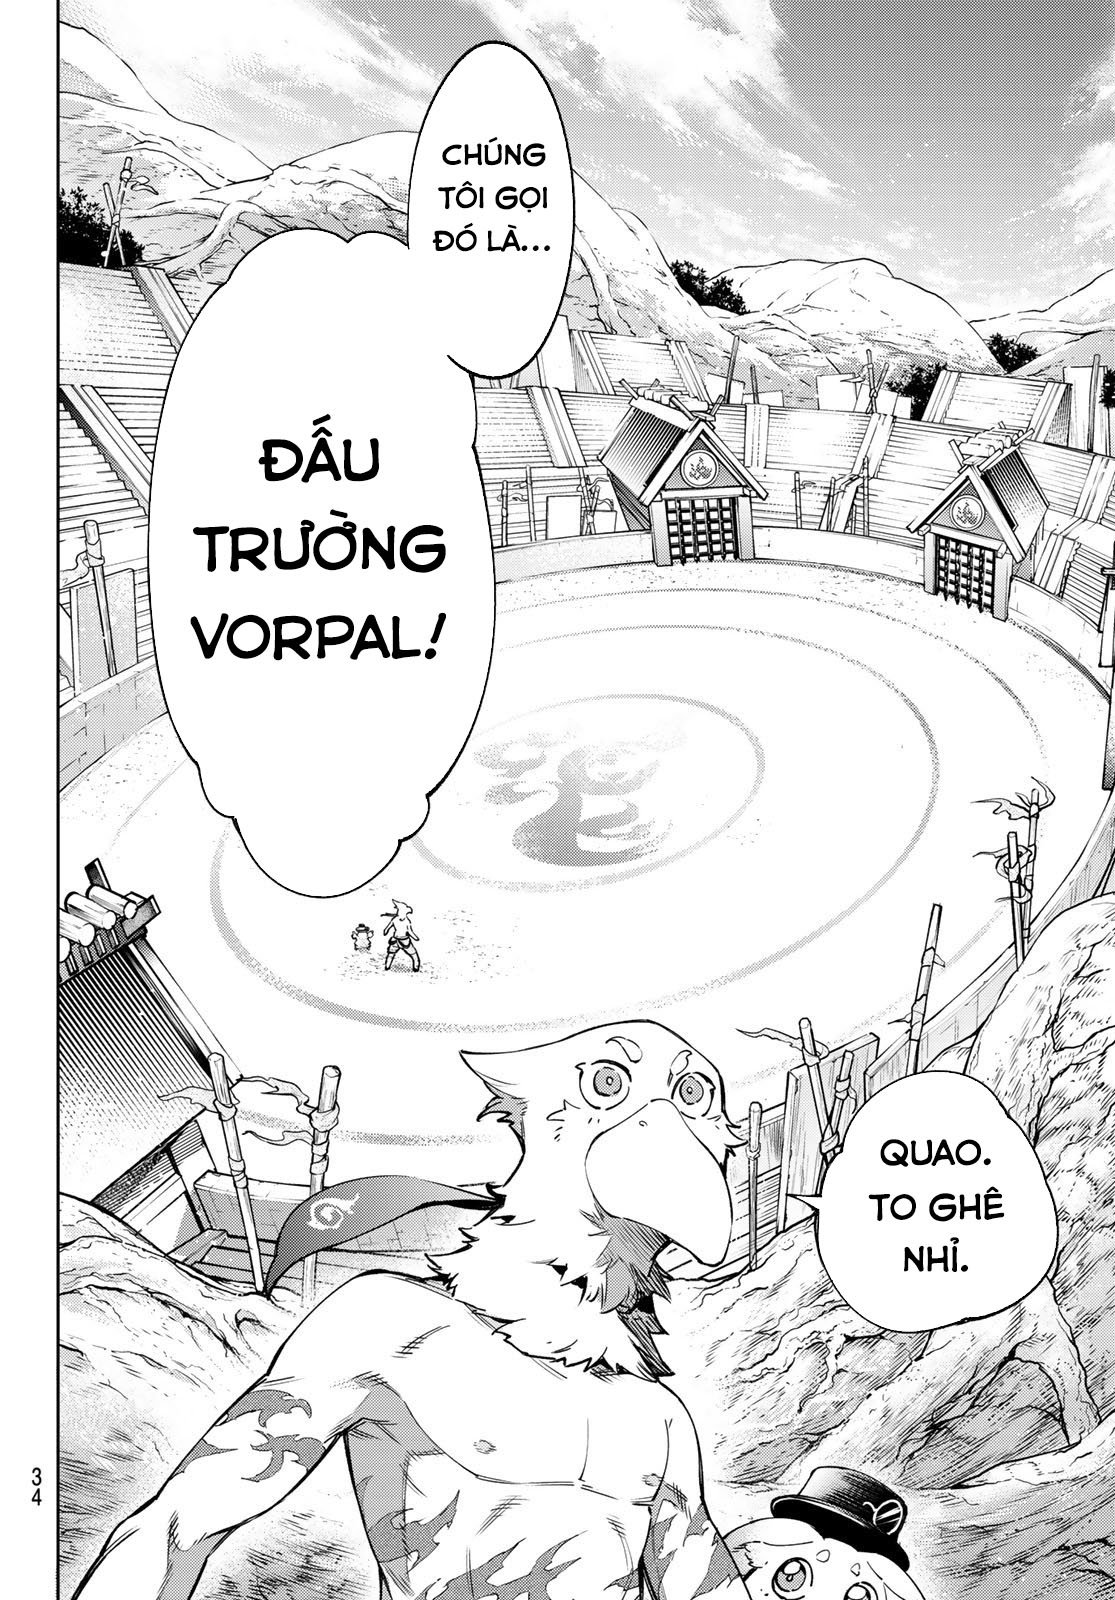 CHÚNG
TÔI GỌI
ĐÓ LÀ...
ĐẤU
TRƯỜNG
VORPAL!
QUAO.
TO GHÊ
NHỈ.
34